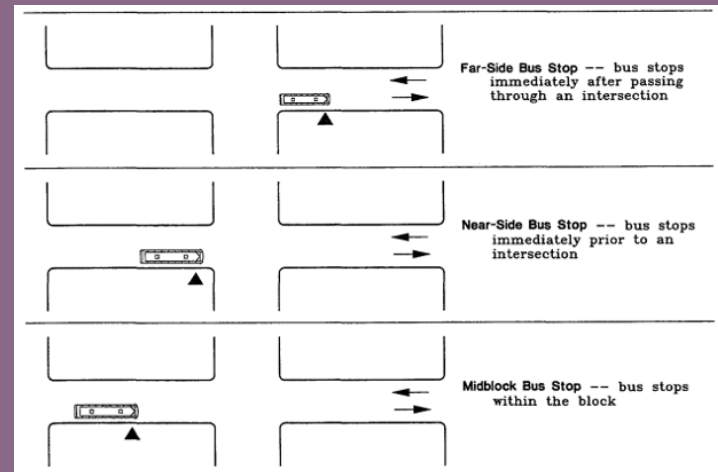 Far-Side Bus Stop -- bus stops
immediately after passing
through an intersection
Near-Side Bus Stop -- bus stops
immediately prior to an
intersection
Midblock Bus Stop -- bus stops
within the block